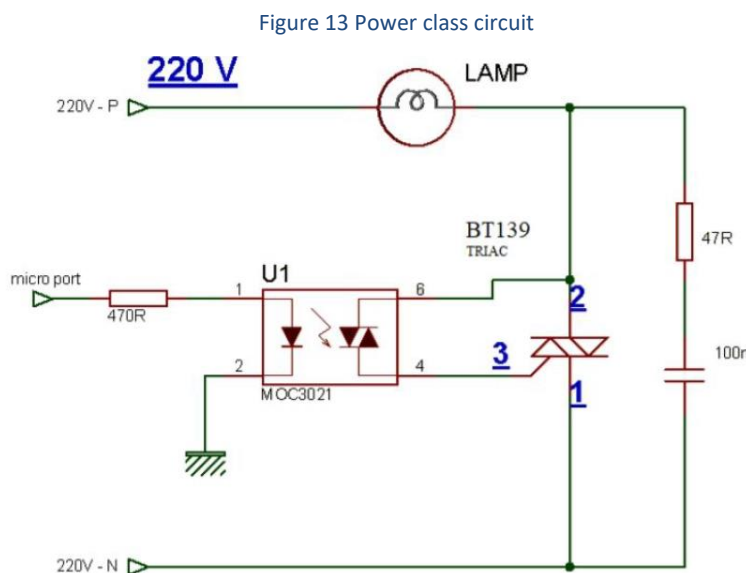 Figure 13 Power class circuit
220 V
LAMP
220V - P
BT139
TRIAC
47R
micro port
U1
470R
1
6
2
2
4
3
100n
MOC3021
1
220V - N